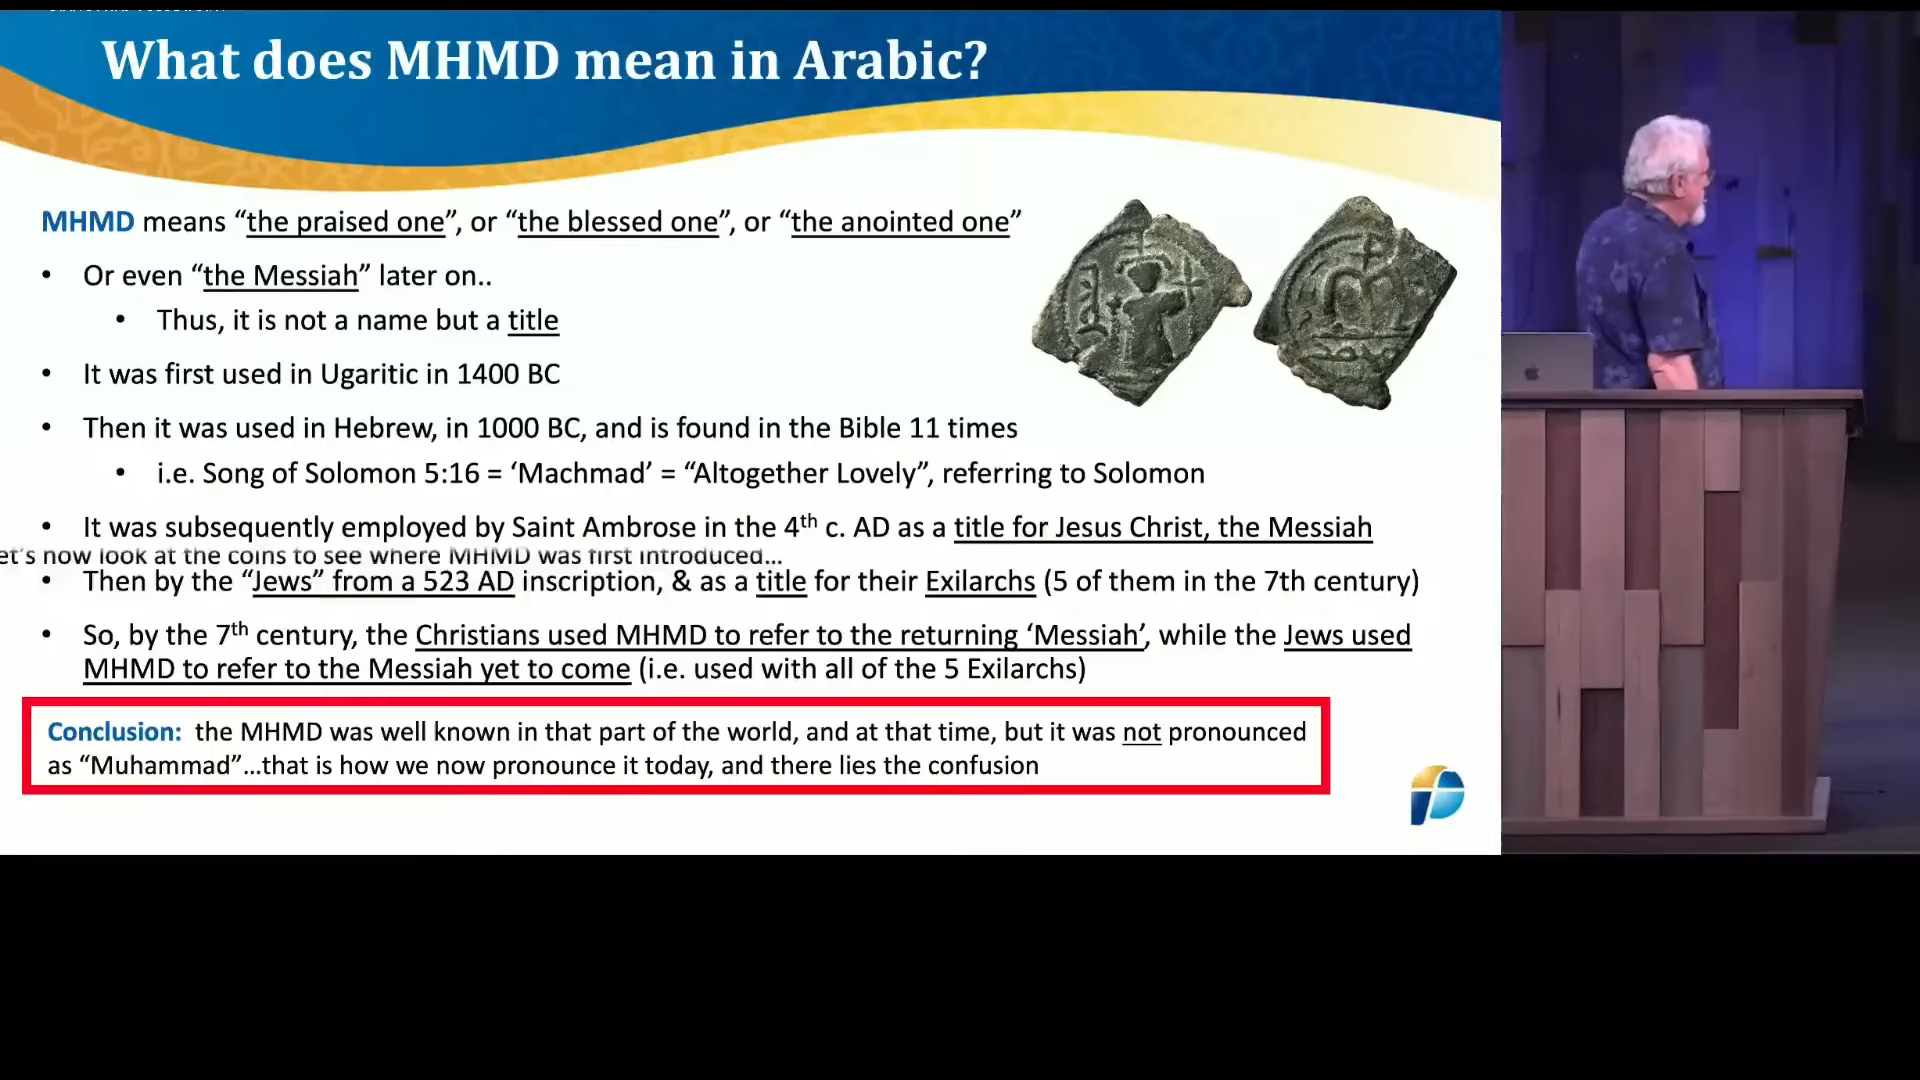 What does MHMD mean in Arabic?
MHMD means “the praised one”, or “the blessed one”, or “the anointed one”
• Or even “the Messiah” later on..
• Thus, it is not a name but a title
• It was first used in Ugaritic in 1400 BC
• Then it was used in Hebrew, in 1000 BC, and is found in the Bible 11 times
• i.e. Song of Solomon 5:16 = ‘Machmad’ = “Altogether Lovely”, referring to Solomon
• It was subsequently employed by Saint Ambrose in the 4th c. AD as a title for Jesus Christ, the Messiah
now look at the coins to see where MHMD was first introduced...
• Then by the “Jews” from a 523 AD inscription, & as a title for their Exilarchs (5 of them in the 7th century)
• So, by the 7th century, the Christians used MHMD to refer to the returning ‘Messiah’, while the Jews used
MHMD to refer to the Messiah yet to come (i.e. used with all of the 5 Exilarchs)
Conclusion: the MHMD was well known in that part of the world, and at that time, but it was not pronounced
as “Muhammad”...that is how we now pronounce it today, and there lies the confusion